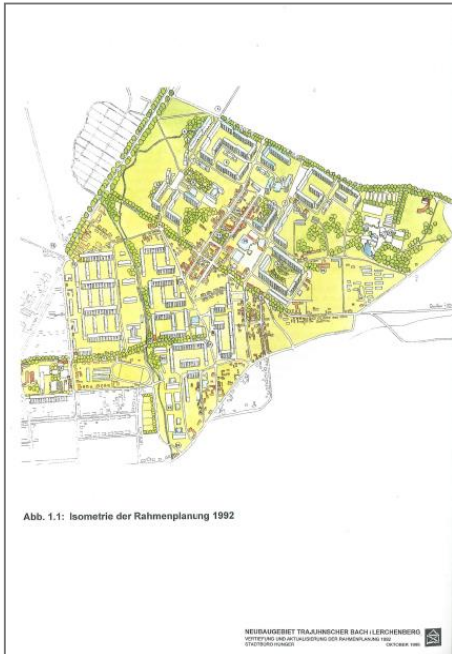 Abb. 1.1: Isometrie der Rahmenplanung 1992
NEUBAUGEBIET TRAJUHNSCHER BACH / LERCHENBERG
VERTIEFUNG UND AKTUALISIERUNG DER RAHMENPLANUNG 1992
STADTBÜRO HUNGER
OKTOBER 1995